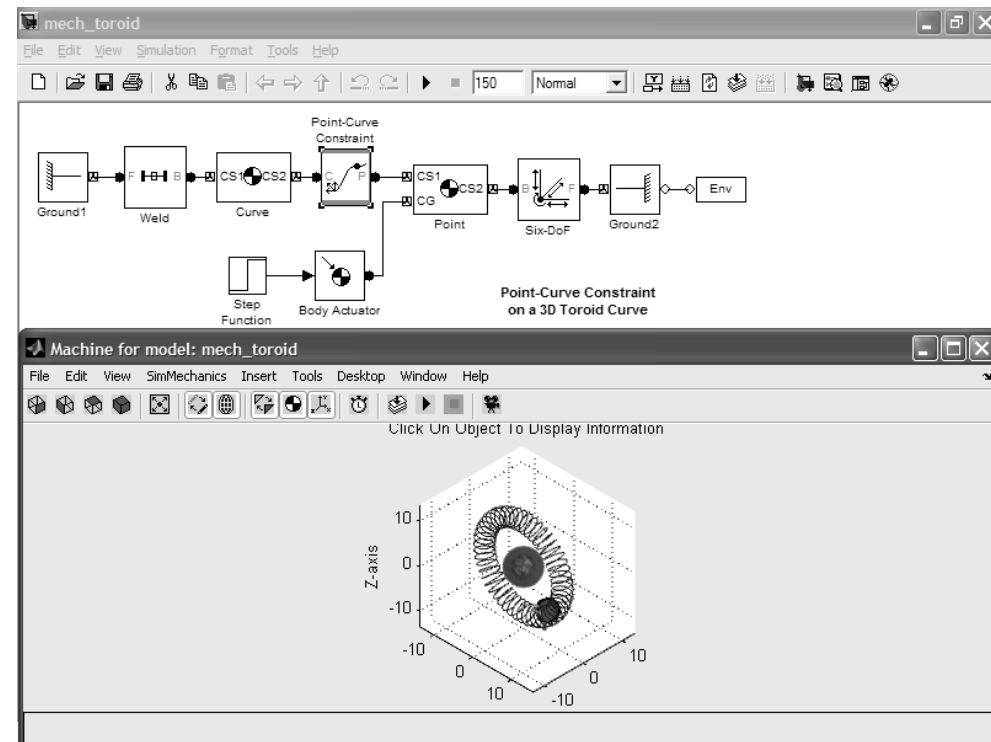 mech_toroid
File Edit View Simulation Format Tools Help
150 Normal
Point-Curve
Constraint
F B CS1 CS2 C P CS1 CS2 B F Env
CG
Ground1 Weld Curve Point Six-DoF Ground2
Step
Function
Body Actuator
Point-Curve Constraint
on a 3D Toroid Curve
Machine for model: mech_toroid
File Edit View SimMechanics Insert Tools Desktop Window Help
Click On Object To Display Information
10
0
-10
Z-axis
-10
0
10
10
0
-10